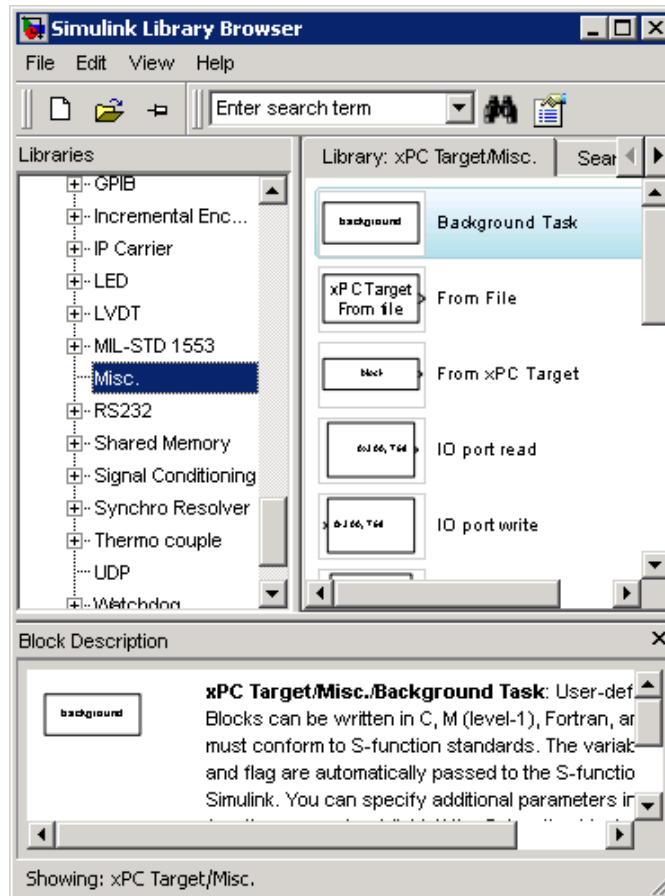 Simulink Library Browser
File Edit View Help
Enter search term
Libraries
Library: xPC Target/Misc. Sear
GPIB
Incremental Enc...
IP Carrier
LED
LVDT
MIL-STD 1553
Misc.
RS232
Shared Memory
Signal Conditioning
Synchro Resolver
Thermo couple
UDP
Watchdog
background Background Task
xPC Target
From file
From File
block From xPC Target
IO port read
IO port write
Block Description
background
xPC Target/Misc./Background Task: User-def
Blocks can be written in C, M (level-1), Fortran, ar
must conform to S-function standards. The variab
and flag are automatically passed to the S-functio
Simulink. You can specify additional parameters in
Showing: xPC Target/Misc.